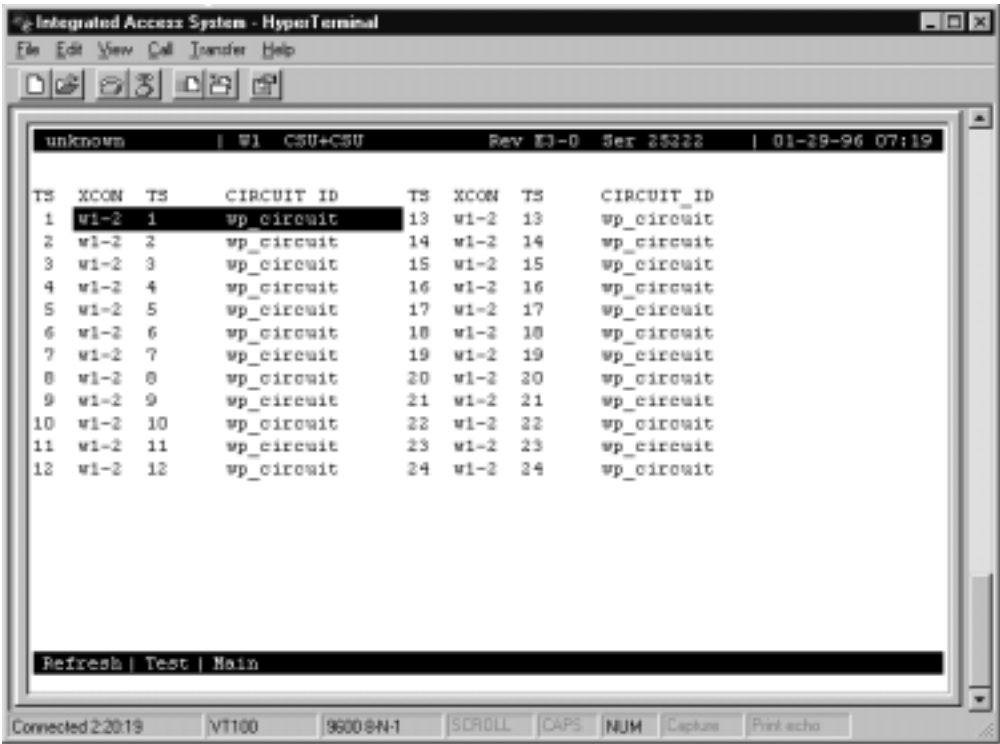 Integrated Access System - HyperTerminal
File Edit View Call Transfer Help
unknown | W1 CSU+CSU Rev E3-0 Ser 25222 | 01-29-96 07:19
TS XCON TS CIRCUIT_ID TS XCON TS CIRCUIT_ID
1 w1-2 1 wp_circuit 13 w1-2 13 wp_circuit
2 w1-2 2 wp_circuit 14 w1-2 14 wp_circuit
3 w1-2 3 wp_circuit 15 w1-2 15 wp_circuit
4 w1-2 4 wp_circuit 16 w1-2 16 wp_circuit
5 w1-2 5 wp_circuit 17 w1-2 17 wp_circuit
6 w1-2 6 wp_circuit 18 w1-2 18 wp_circuit
7 w1-2 7 wp_circuit 19 w1-2 19 wp_circuit
8 w1-2 8 wp_circuit 20 w1-2 20 wp_circuit
9 w1-2 9 wp_circuit 21 w1-2 21 wp_circuit
10 w1-2 10 wp_circuit 22 w1-2 22 wp_circuit
11 w1-2 11 wp_circuit 23 w1-2 23 wp_circuit
12 w1-2 12 wp_circuit 24 w1-2 24 wp_circuit
Refresh | Test | Main
Connected 2:20:19 VT100 9600 8-N-1 SCROLL CAPS NUM Capture Print echo